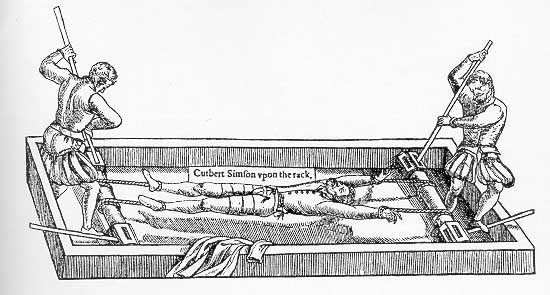 Cutbert Simſon vpon the rack.